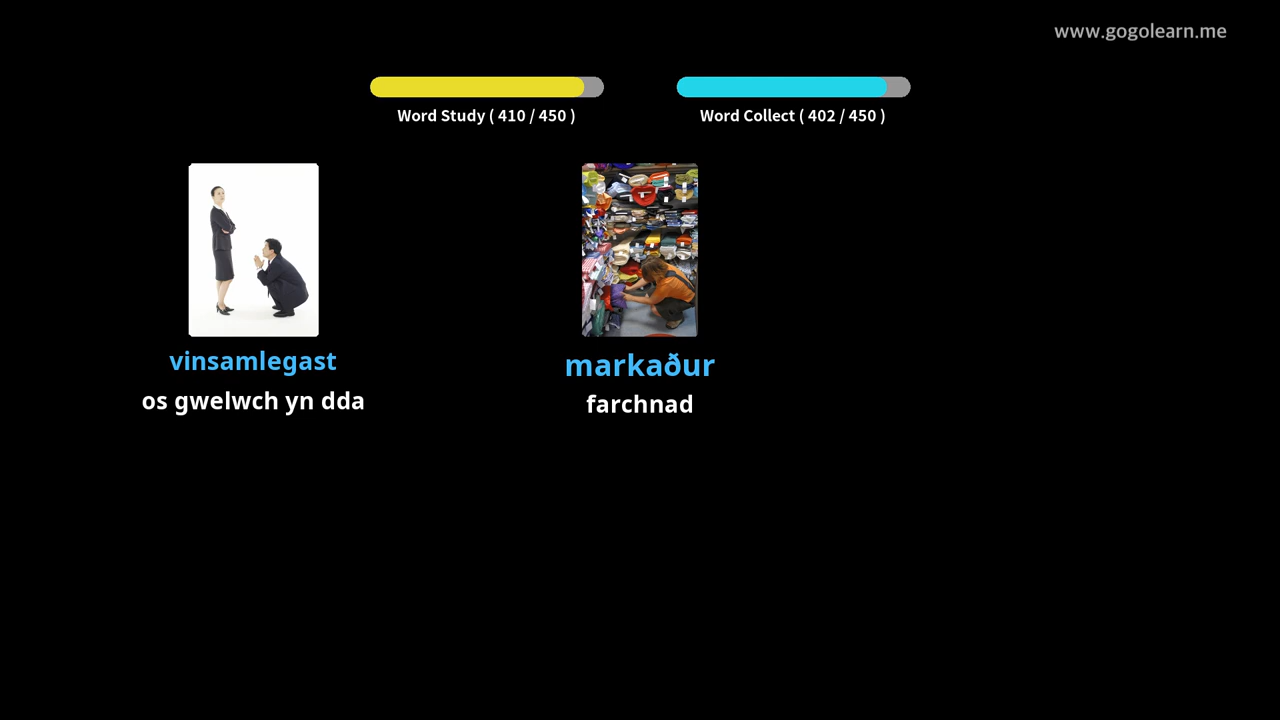 www.gogolearn.me
Word Study ( 410 / 450 )
Word Collect ( 402 / 450 )
vinsamlegast
os gwelwch yn dda
markaður
farchnad